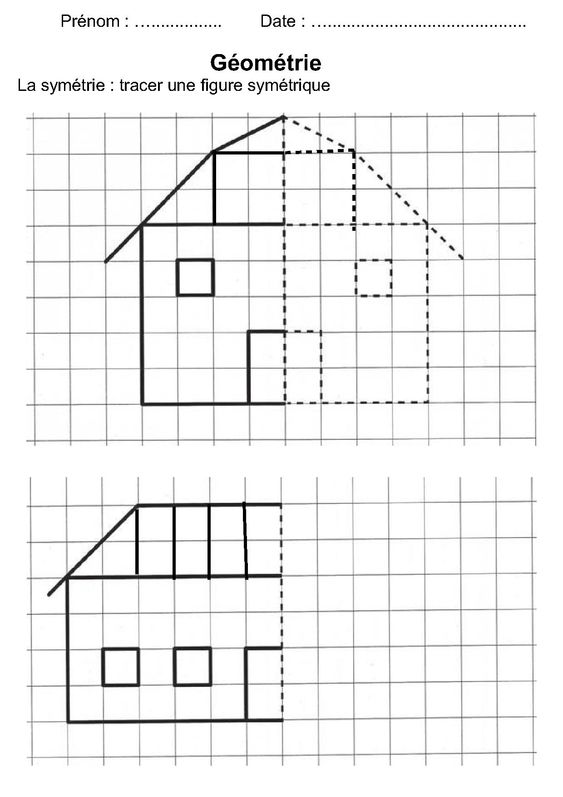 Prénom : …............... Date : …............................................
Géométrie
La symétrie : tracer une figure symétrique